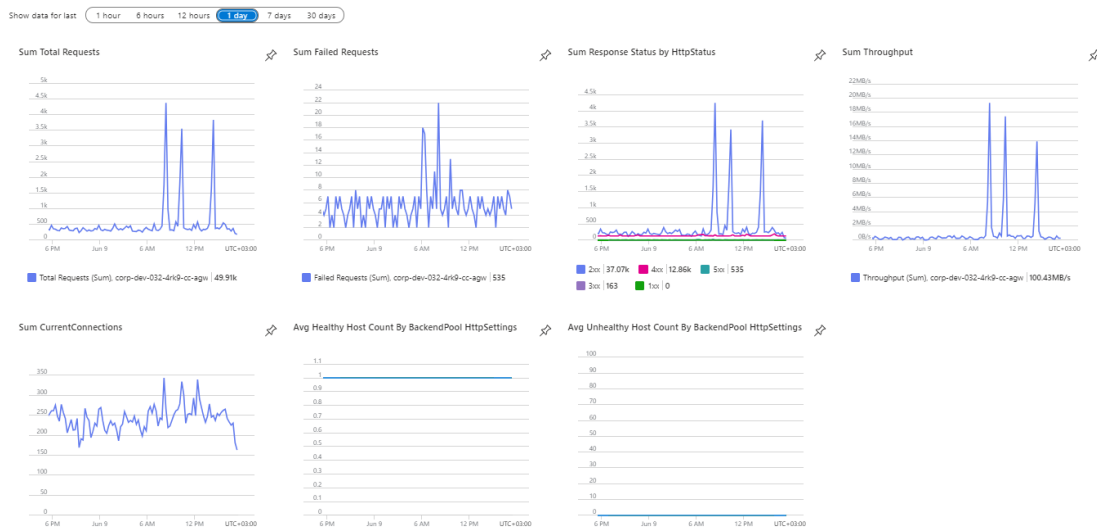 Show data for last 1 hour 6 hours 12 hours 1 day 7 days 30 days
Sum Total Requests
5k
4.5k
4k
3.5k
3k
2.5k
2k
1.5k
1k
500
0
6 PM Jun 9 6 AM 12 PM UTC+03:00
Total Requests (Sum), corp-dev-032-4rk9-cc-agw | 49.91k
Sum Failed Requests
24
22
20
18
16
14
12
10
8
6
4
2
0
6 PM Jun 9 6 AM 12 PM UTC+03:00
Failed Requests (Sum), corp-dev-032-4rk9-cc-agw | 535
Sum Response Status by HttpStatus
4.5k
4k
3.5k
3k
2.5k
2k
1.5k
1k
500
0
6 PM Jun 9 6 AM 12 PM UTC+03:00
2xx | 37.07k 4xx | 12.86k 5xx | 535
3xx | 163 1xx | 0
Sum Throughput
22MB/s
20MB/s
18MB/s
16MB/s
14MB/s
12MB/s
10MB/s
8MB/s
6MB/s
4MB/s
2MB/s
0B/s
6 PM Jun 9 6 AM 12 PM UTC+03:00
Throughput (Sum), corp-dev-032-4rk9-cc-agw | 100.43MB/s
Sum CurrentConnections
350
300
250
200
150
100
50
0
6 PM Jun 9 6 AM 12 PM UTC+03:00
Avg Healthy Host Count By BackendPool HttpSettings
1.1
1
0.9
0.8
0.7
0.6
0.5
0.4
0.3
0.2
0.1
0
6 PM Jun 9 6 AM 12 PM UTC+03:00
Avg Unhealthy Host Count By BackendPool HttpSettings
100
90
80
70
60
50
40
30
20
10
0
6 PM Jun 9 6 AM 12 PM UTC+03:00